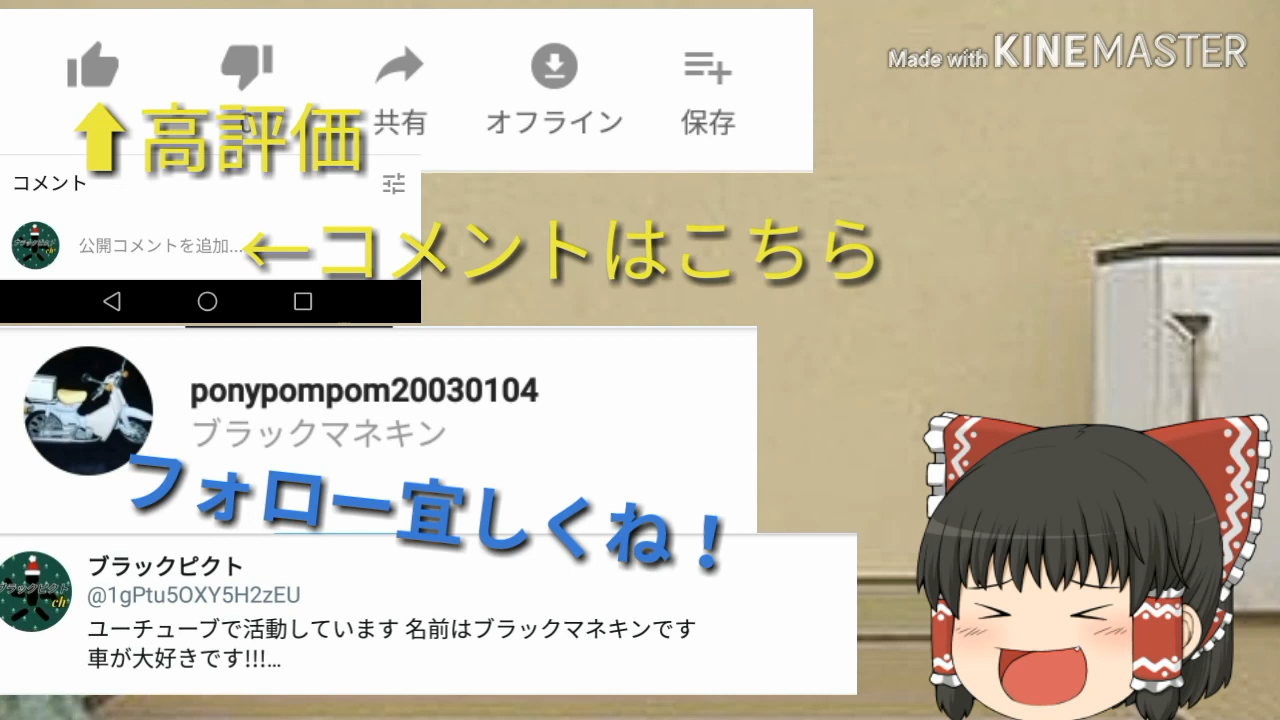 Made with KINEMASTER
共有
オフライン
保存
⬆高評価
コメント
公開コメントを追加...
←コメントはこちら
ponypompom20030104
ブラックマネキン
フォロー宜しくね！
ブラックピクト
@1gPtu5OXY5H2zEU
ユーチューブで活動しています 名前はブラックマネキンです
車が大好きです!!!...